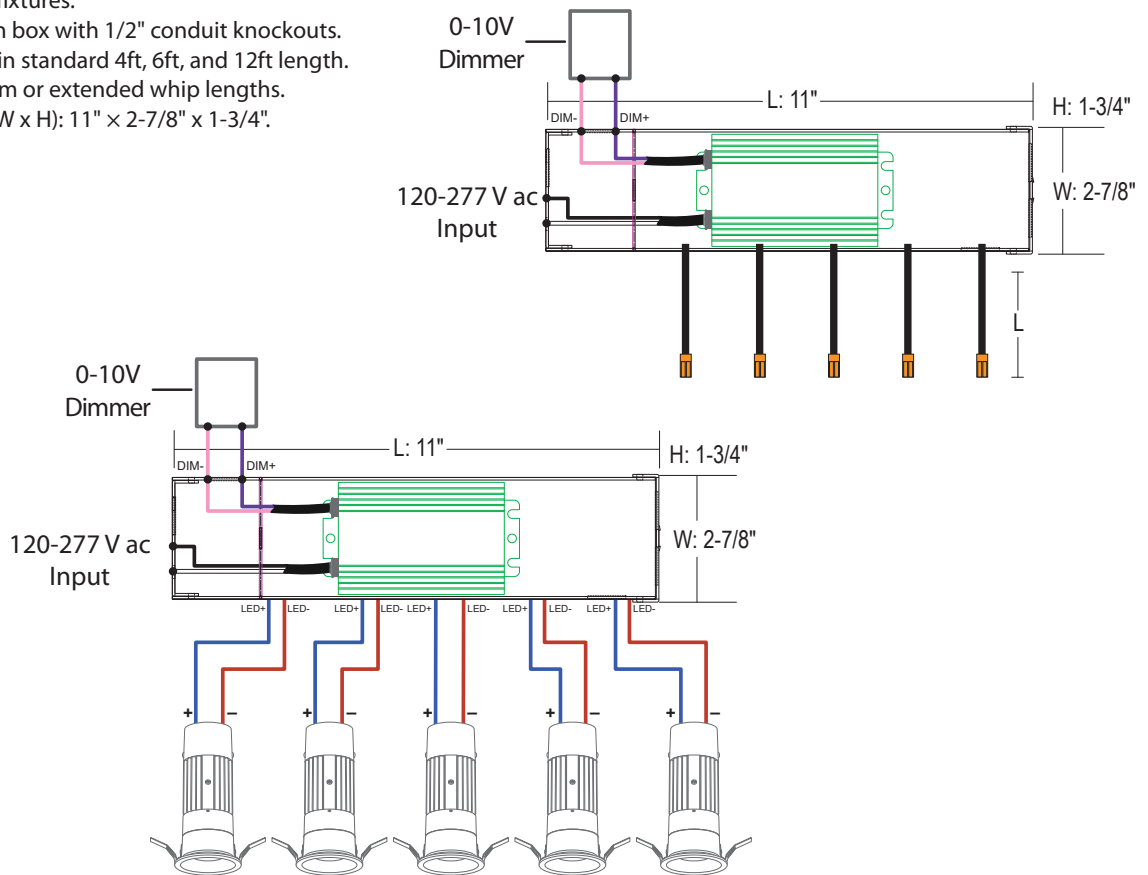 ixtures.
n box with 1/2" conduit knockouts.
in standard 4ft, 6ft, and 12ft length.
m or extended whip lengths.
W x H): 11" × 2-7/8" x 1-3/4".
0-10V
Dimmer
L: 11"
H: 1-3/4"
DIM-
DIM+
120-277 V ac
Input
W: 2-7/8"
L
0-10V
Dimmer
L: 11"
H: 1-3/4"
DIM-
DIM+
120-277 V ac
Input
W: 2-7/8"
LED+ LED- LED+ LED- LED+ LED- LED+ LED- LED+ LED-
+ – + – + – + – + –